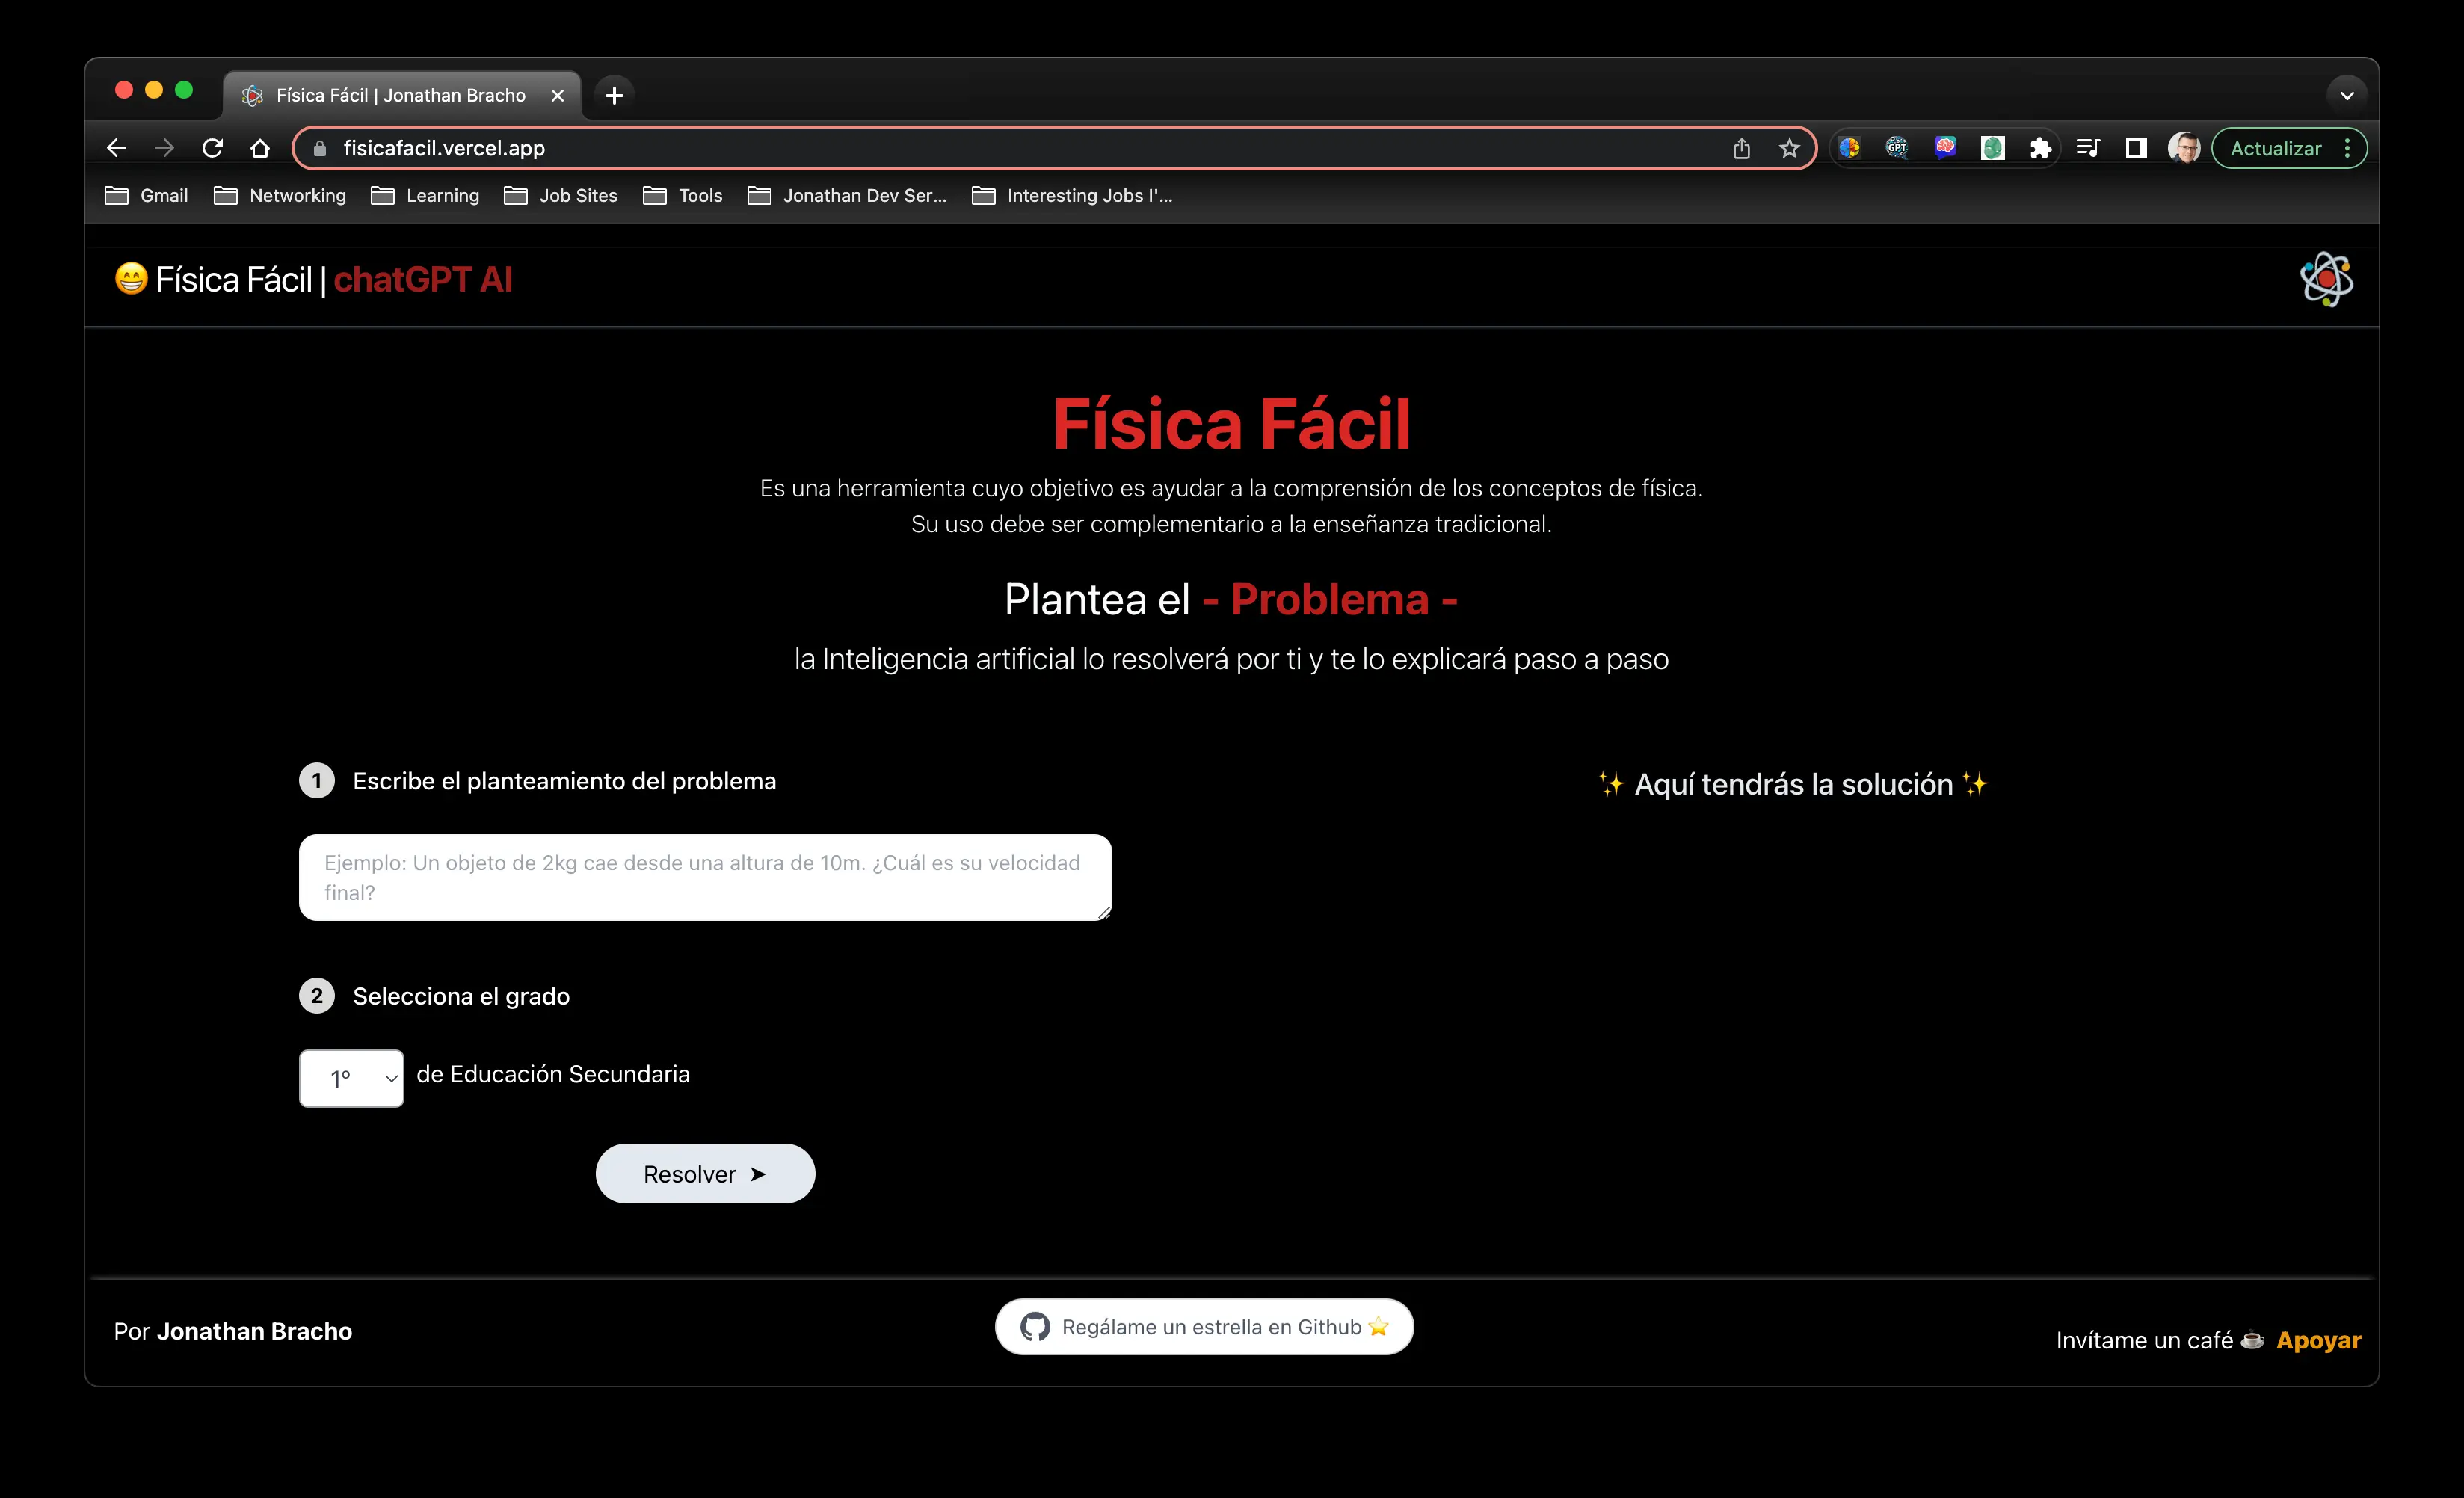 Física Fácil | Jonathan Bracho
fisicafacil.vercel.app
GPT
Actualizar
Gmail
Networking
Learning
Job Sites
Tools
Jonathan Dev Ser...
Interesting Jobs I'...
😁 Física Fácil | chatGPT AI
Física Fácil
Es una herramienta cuyo objetivo es ayudar a la comprensión de los conceptos de física.
Su uso debe ser complementario a la enseñanza tradicional.
Plantea el - Problema -
la Inteligencia artificial lo resolverá por ti y te lo explicará paso a paso
1 Escribe el planteamiento del problema
Ejemplo: Un objeto de 2kg cae desde una altura de 10m. ¿Cuál es su velocidad
final?
2 Selecciona el grado
1º de Educación Secundaria
Resolver ➤
✨ Aquí tendrás la solución ✨
Por Jonathan Bracho
Regálame un estrella en Github ⭐
Invítame un café ☕ Apoyar